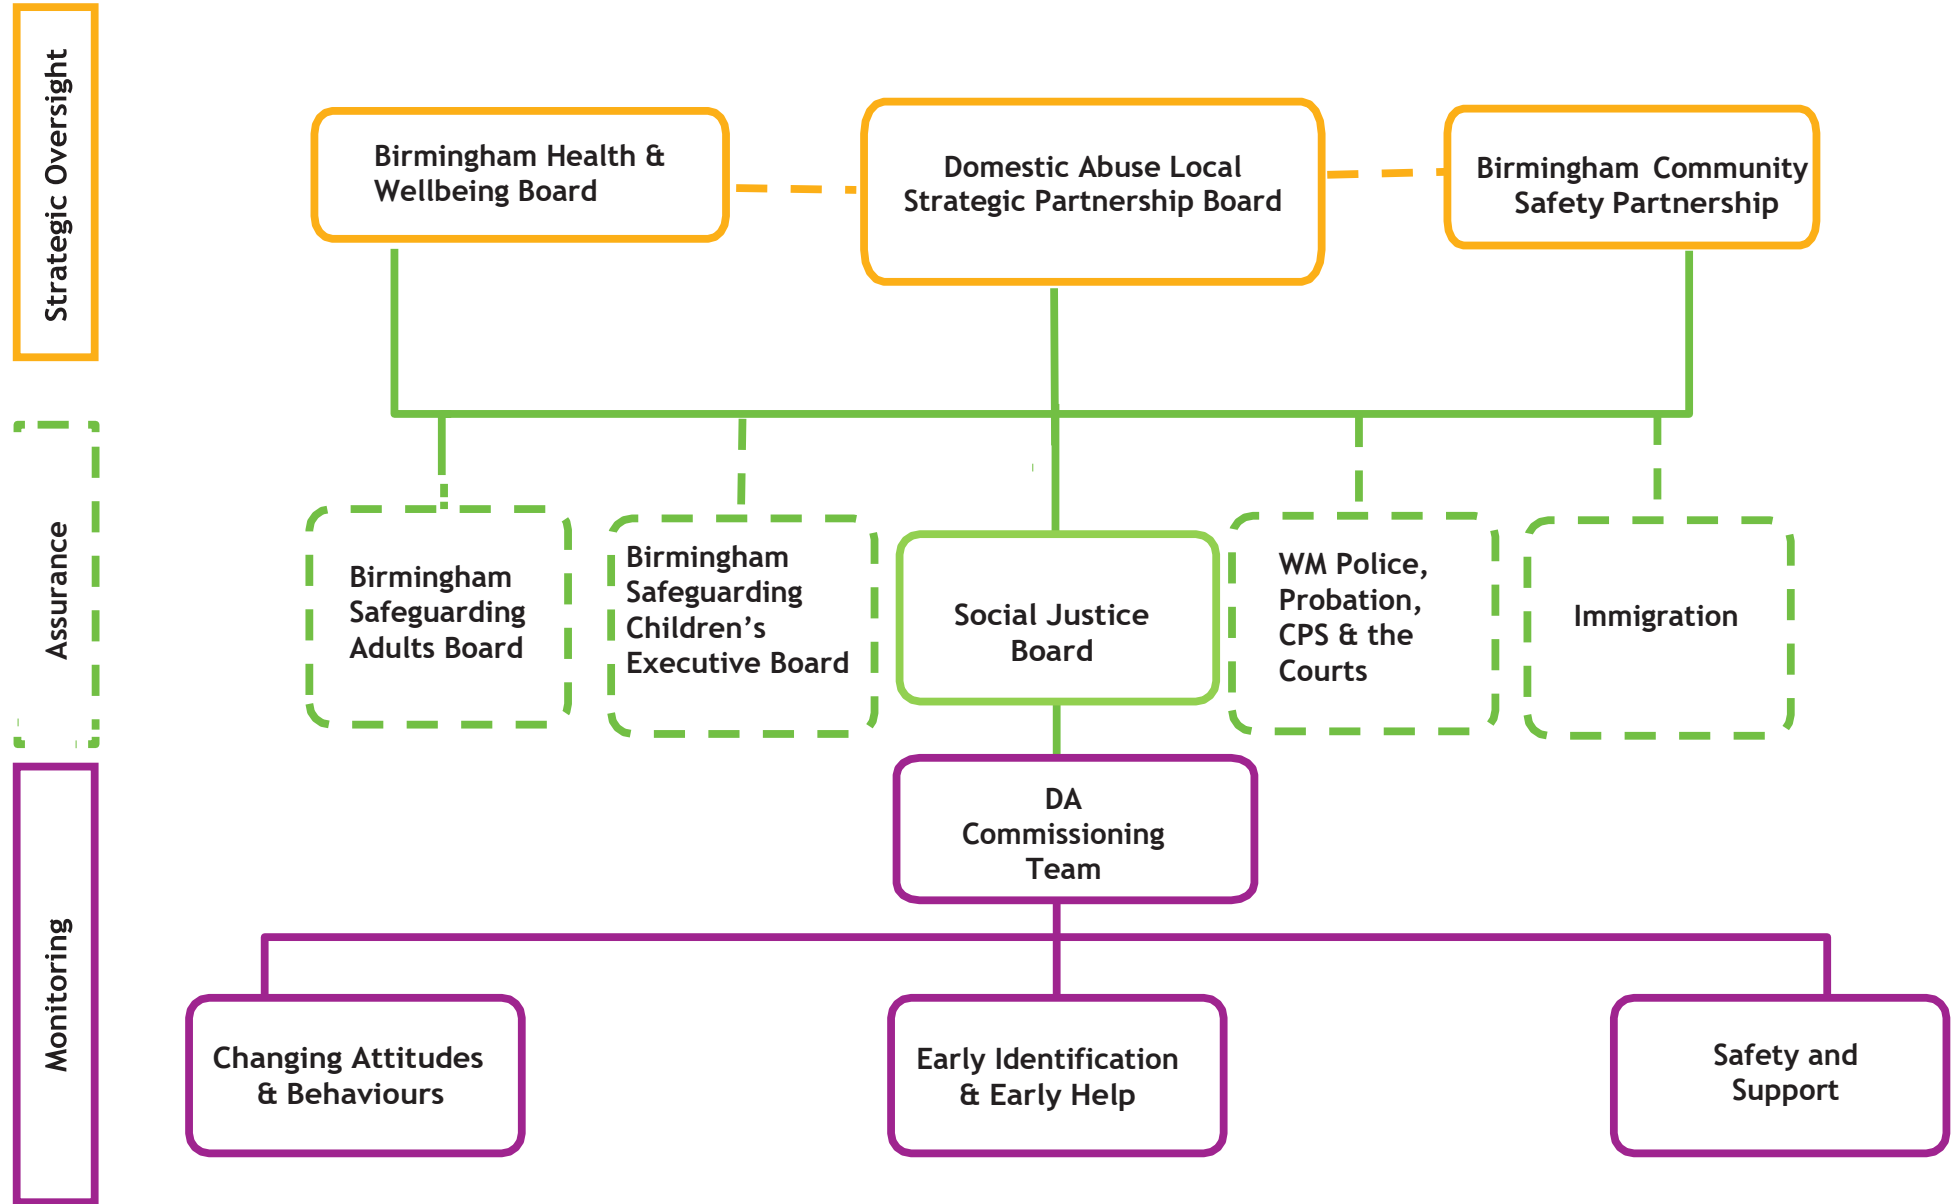 Strategic Oversight
Birmingham Health &
Wellbeing Board
Domestic Abuse Local
Strategic Partnership Board
Birmingham Community
Safety Partnership
Assurance
Birmingham
Safeguarding
Adults Board
Birmingham
Safeguarding
Children’s
Executive Board
Social Justice
Board
WM Police,
Probation,
CPS & the
Courts
Immigration
Monitoring
DA
Commissioning
Team
Changing Attitudes
& Behaviours
Early Identification
& Early Help
Safety and
Support